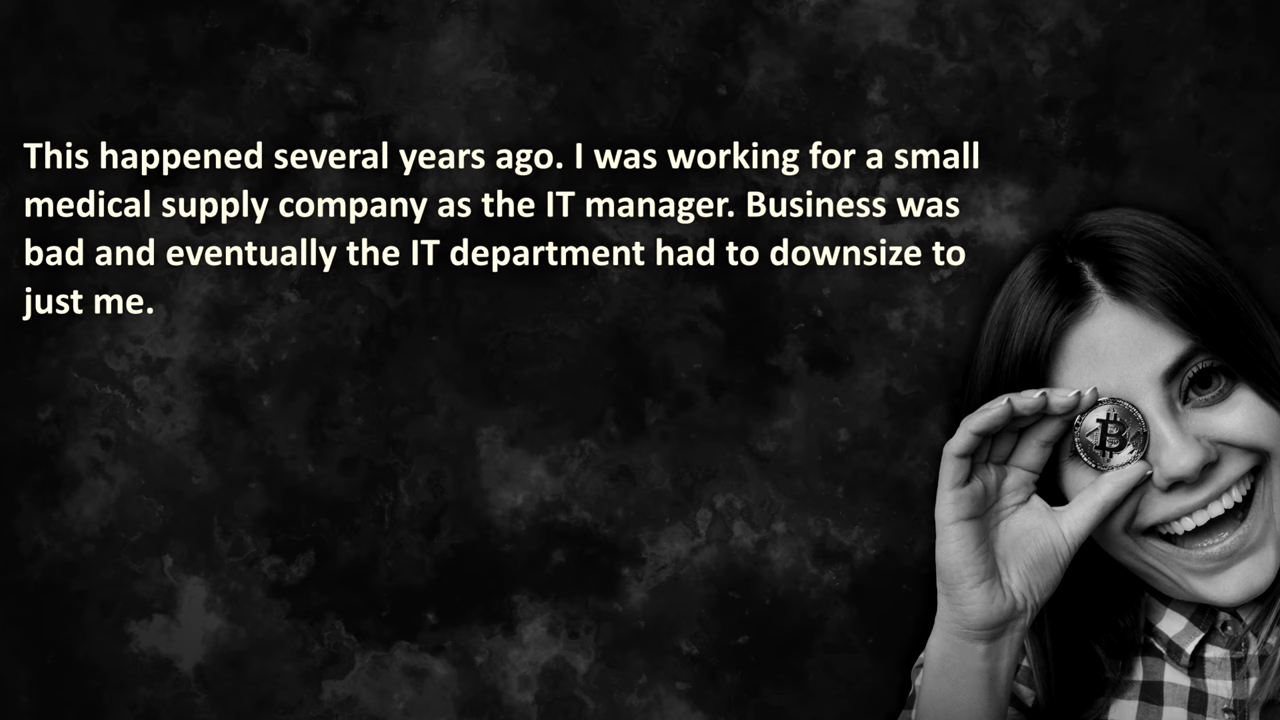 This happened several years ago. I was working for a small
medical supply company as the IT manager. Business was
bad and eventually the IT department had to downsize to
just me.